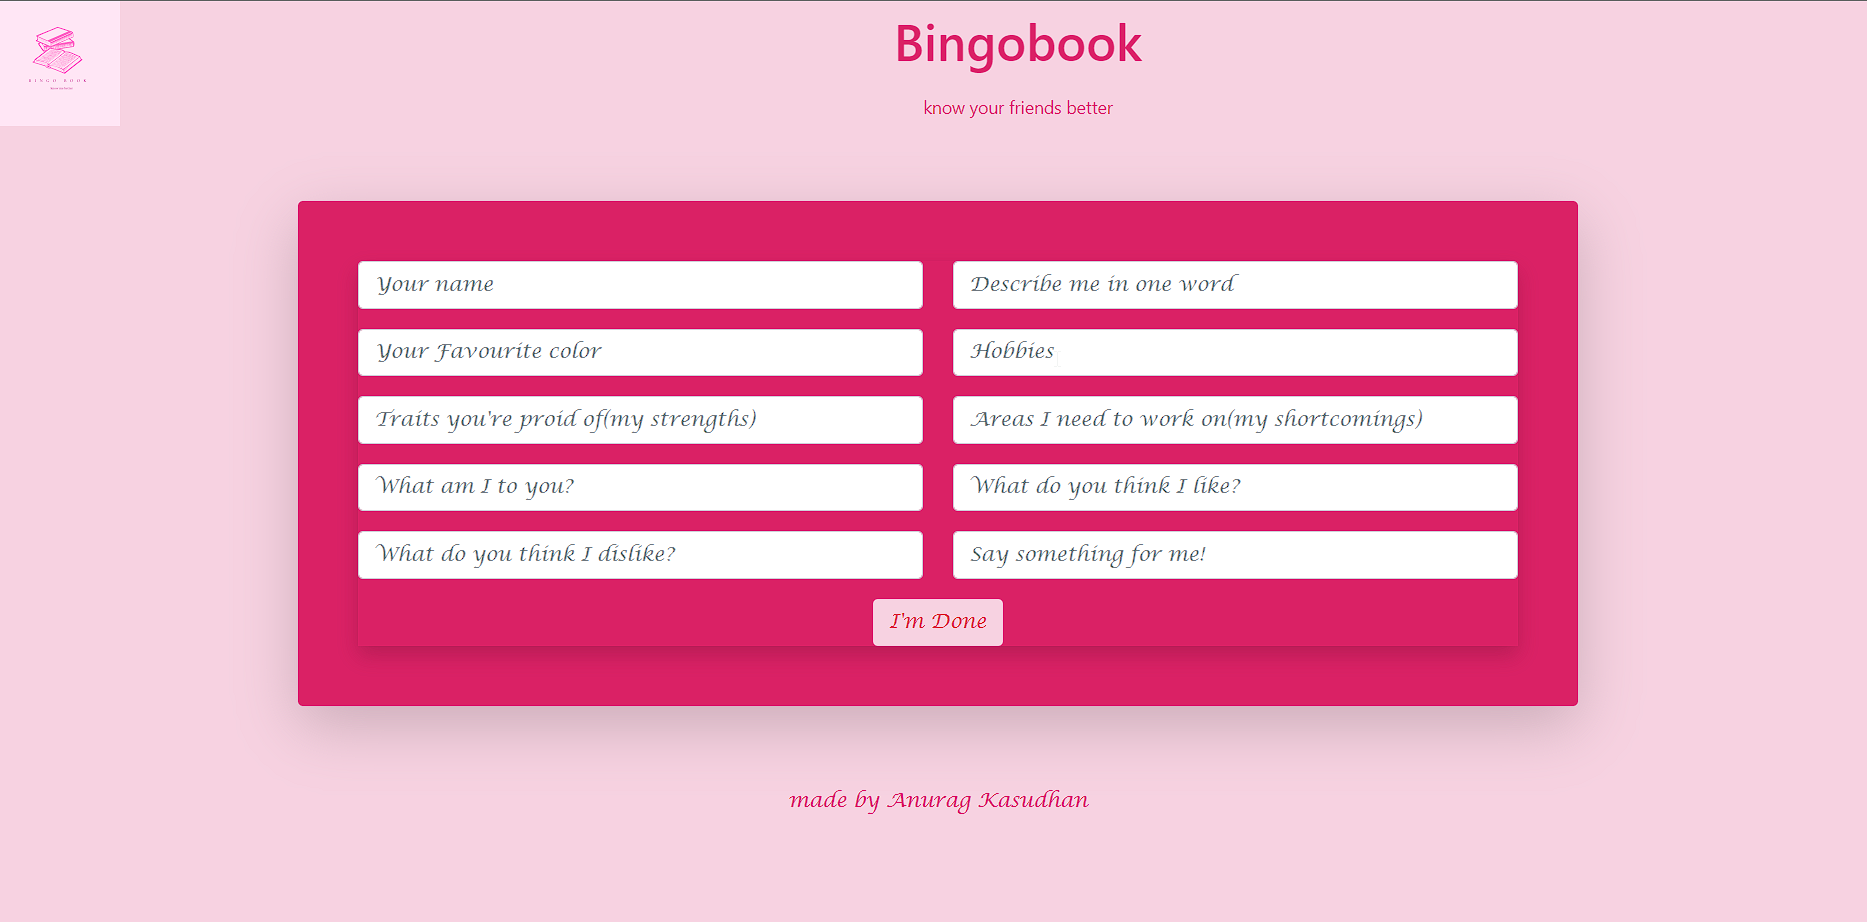 BINGO BOOK
Bingobook
know your friends better
Your name
Describe me in one word
Your Favourite color
Hobbies
Traits you're proid of(my strengths)
Areas I need to work on(my shortcomings)
What am I to you?
What do you think I like?
What do you think I dislike?
Say something for me!
I'm Done
made by Anurag Kasudhan